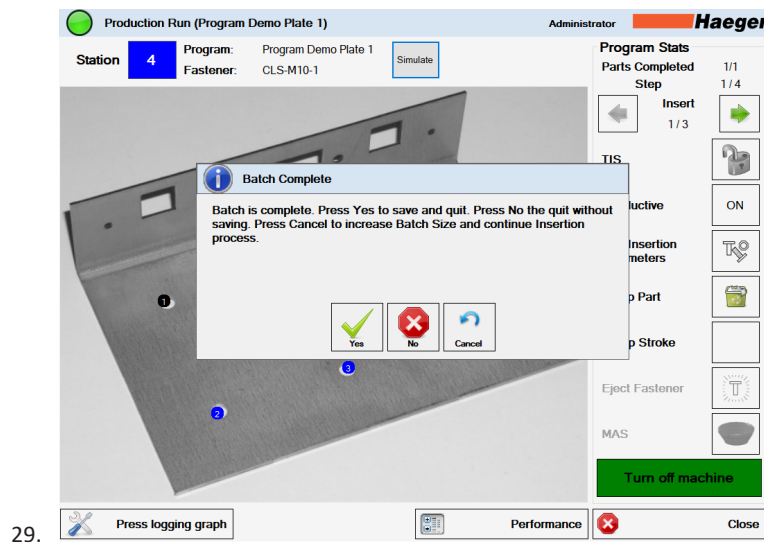 Production Run (Program Demo Plate 1)
Administrator
Haeger
Station
4
Program:
Program Demo Plate 1
Fastener:
CLS-M10-1
Simulate
Program Stats
Parts Completed
1/1
Step
1 / 4
Insert
1 / 3
TIS
ON
Part
Stroke
Batch Complete
Batch is complete. Press Yes to save and quit. Press No the quit without
saving. Press Cancel to increase Batch Size and continue Insertion
process.
Yes
No
Cancel
1
3
2
Insertion
Eject Fastener
MAS
Turn off machine
Press logging graph
Performance
Close
29.